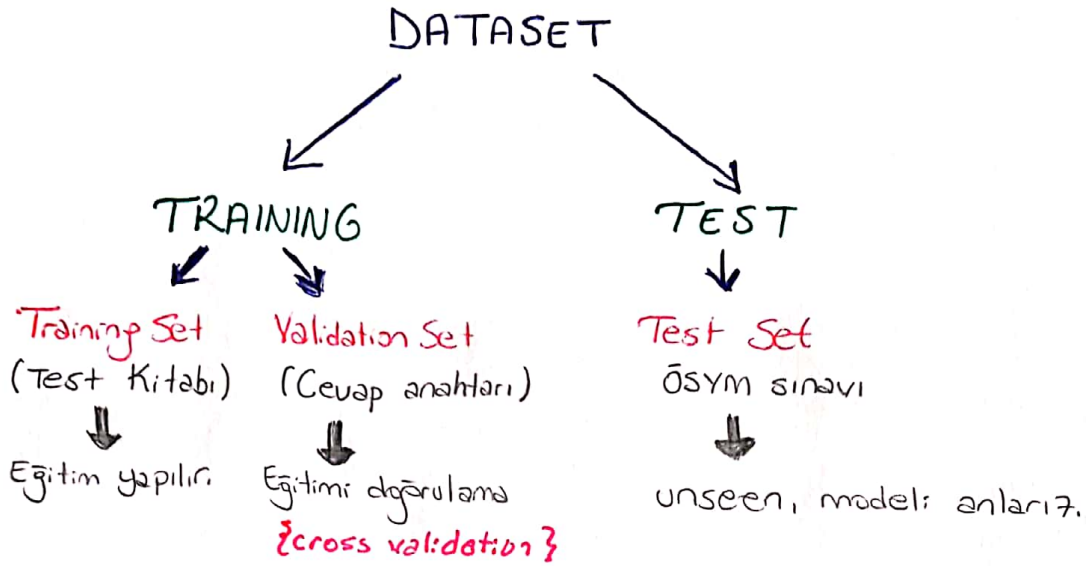 DATASET
TRAINING
TEST
Training Set
Validation Set
Test Set
(Test Kitabı)
(Cevap anahtarı)
ÖSYM sınavı
Eğitim yapılır.
Eğitimi dğorulama
unseen, modeli anlarız.
{cross validation}